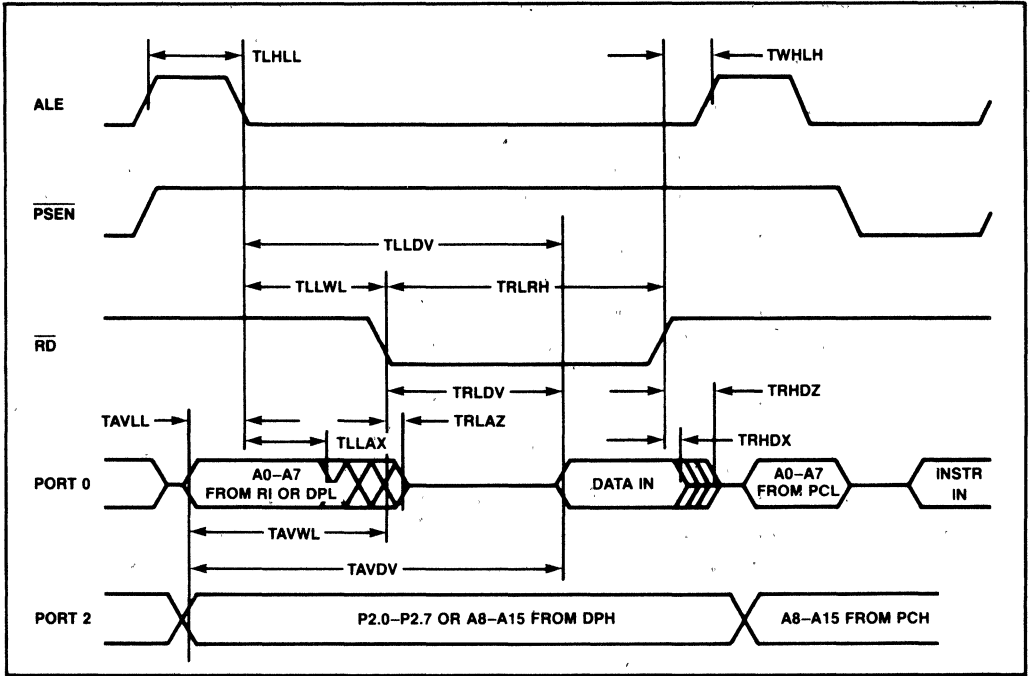 TLHLL
TWHLH
ALE
PSEN
TLLDV
TLLWL
TRLRH
RD
TRLDV
TRHDZ
TAVLL
TRLAZ
TLLAX
TRHDX
PORT 0
A0–A7
FROM RI OR DPL
DATA IN
A0–A7
FROM PCL
INSTR
IN
TAVWL
TAVDV
PORT 2
P2.0–P2.7 OR A8–A15 FROM DPH
A8–A15 FROM PCH